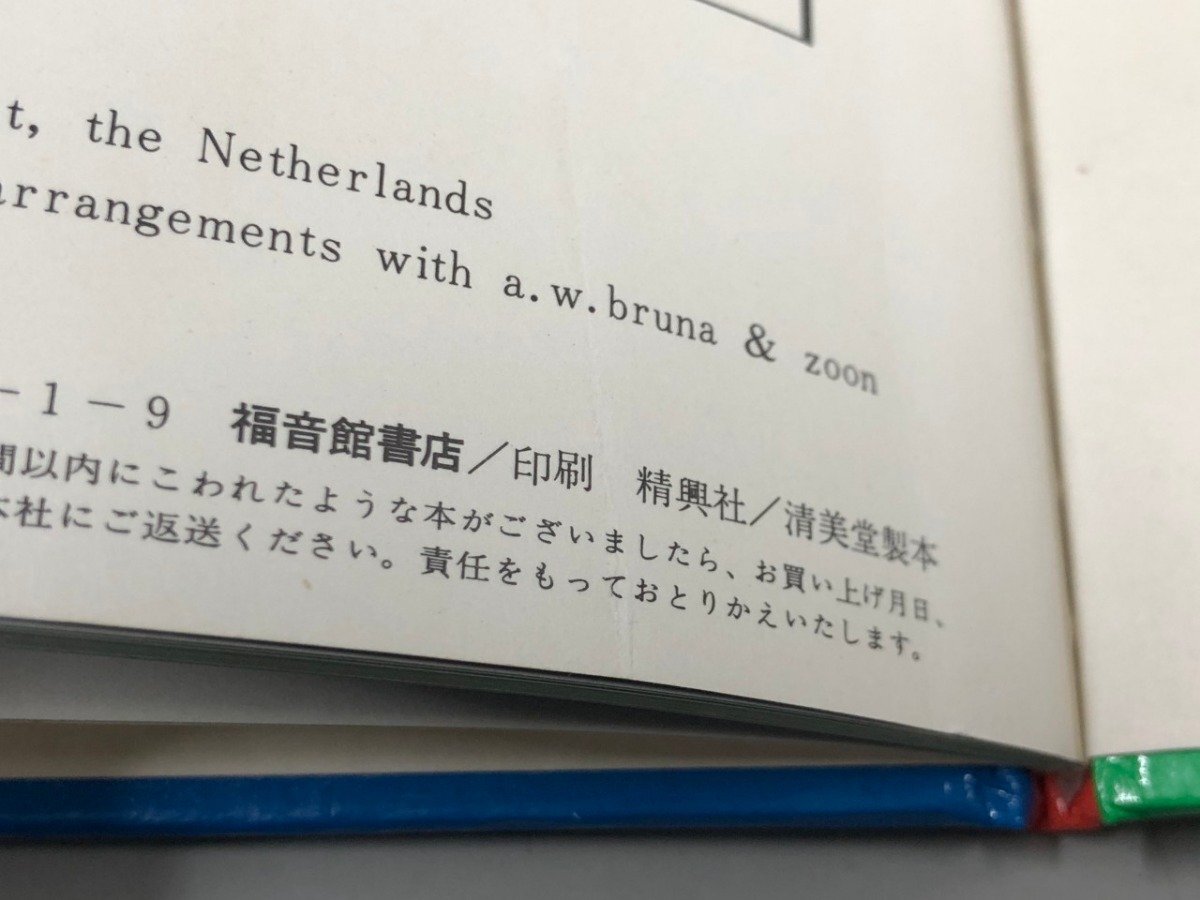 t, the Netherlands
arrangements with a.w.bruna & zoon
－1－9　福音館書店／印刷　精興社／清美堂製本
間以内にこわれたような本がございましたら、お買い上げ月日、
本社にご返送ください。責任をもっておとりかえいたします。